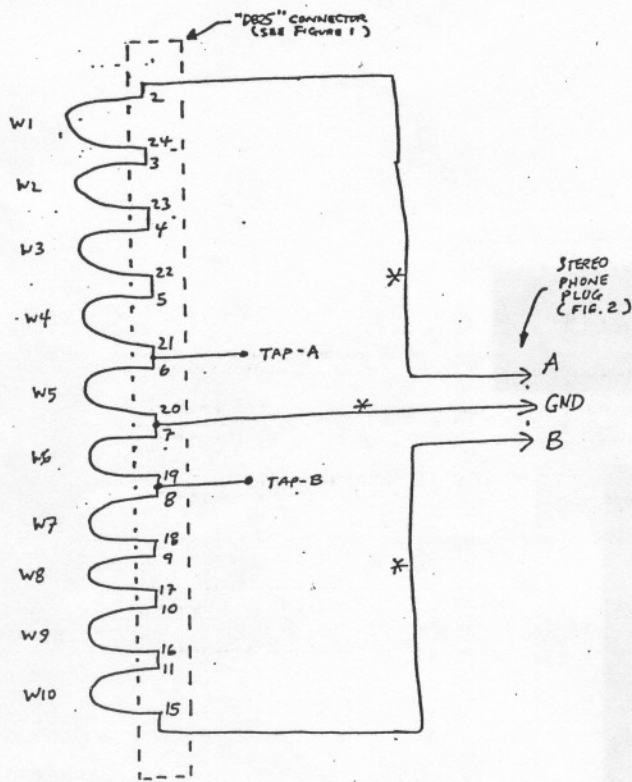 "DB25" CONNECTOR
(SEE FIGURE 1)
2
W1
24
3
W2
23
4
W3
22
5
W4
21
TAP-A
6
W5
20
7
W6
19
TAP-B
8
W7
18
9
W8
17
10
W9
16
11
W10
15
STEREO
PHONE
PLUG
(FIG. 2)
A
GND
B